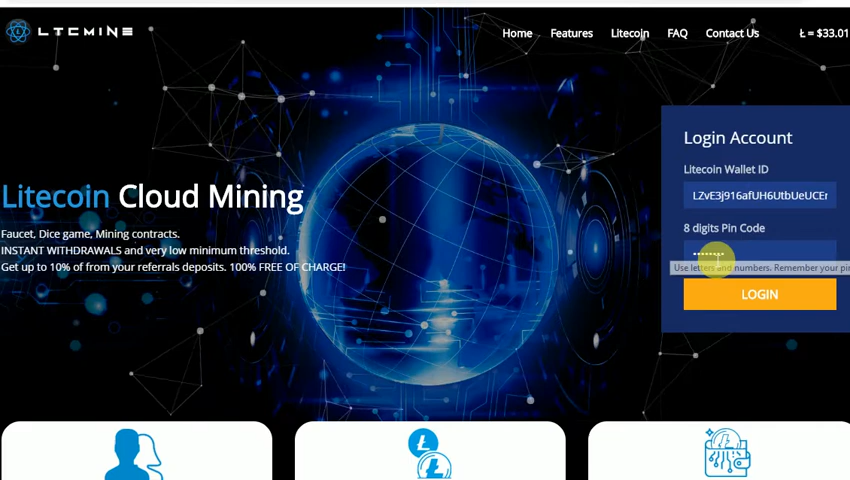 LTCMINE
Home Features Litecoin FAQ Contact Us Ł = $33.01
Login Account
Litecoin Wallet ID
LZvE3j916afUH6UtbUeUCEr
8 digits Pin Code
Use letters and numbers. Remember your pin
LOGIN
Litecoin Cloud Mining
Faucet, Dice game, Mining contracts.
INSTANT WITHDRAWALS and very low minimum threshold.
Get up to 10% of from your referrals deposits. 100% FREE OF CHARGE!